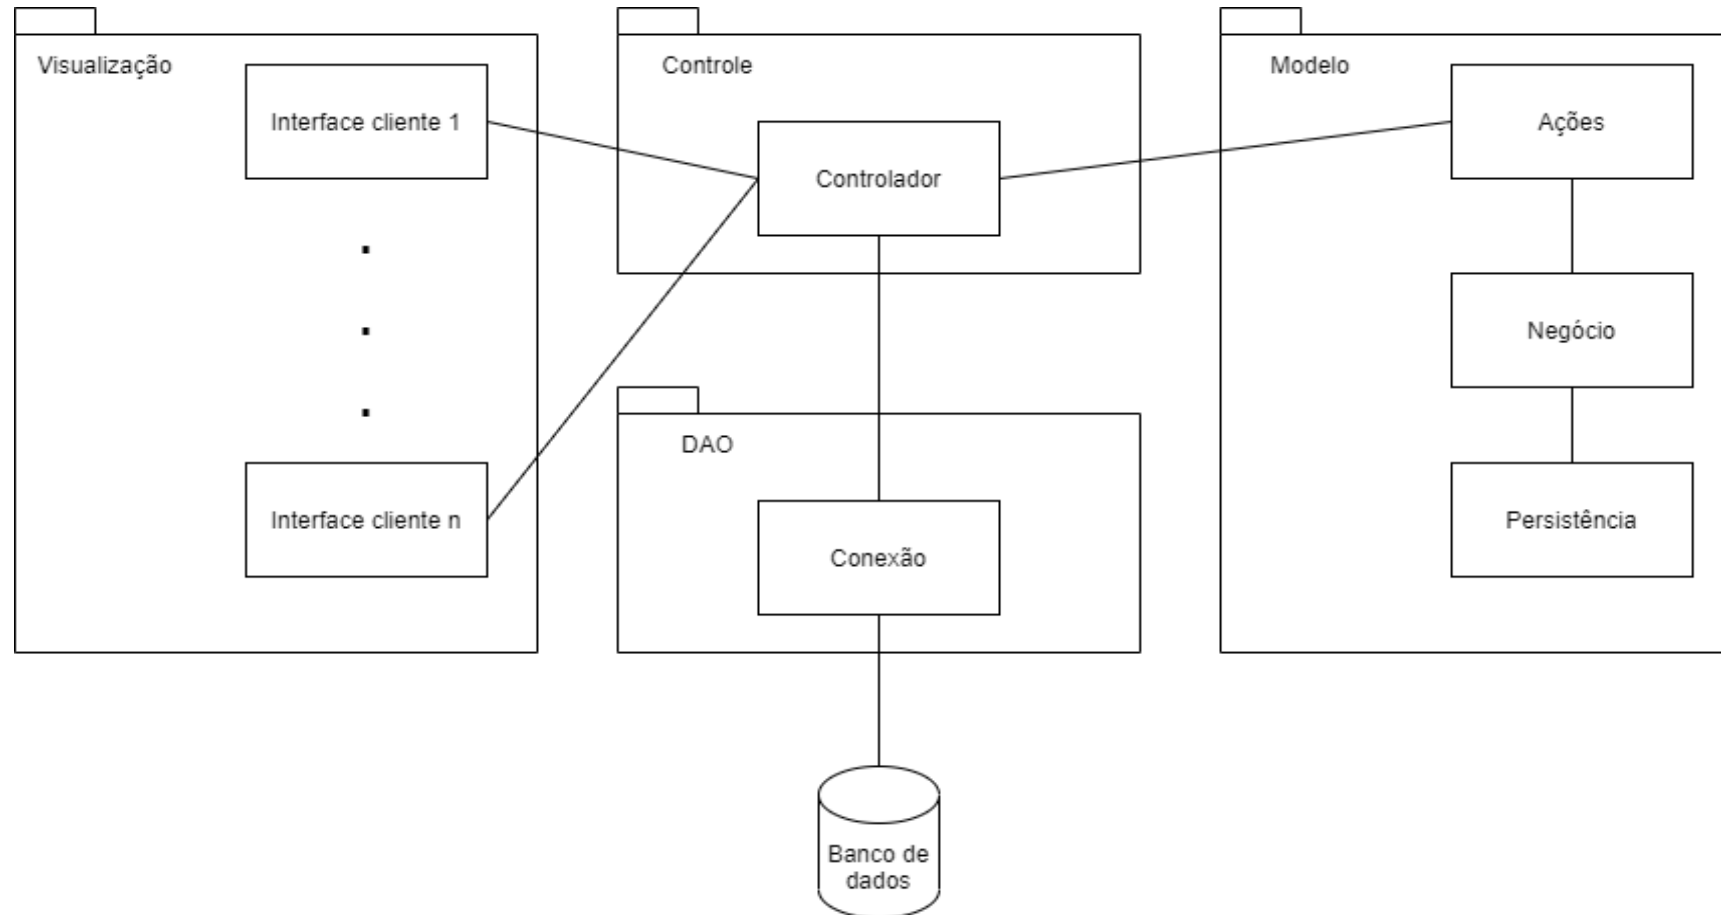 Visualização
Interface cliente 1
.
.
.
Interface cliente n
Controle
Controlador
DAO
Conexão
Banco de
dados
Modelo
Ações
Negócio
Persistência